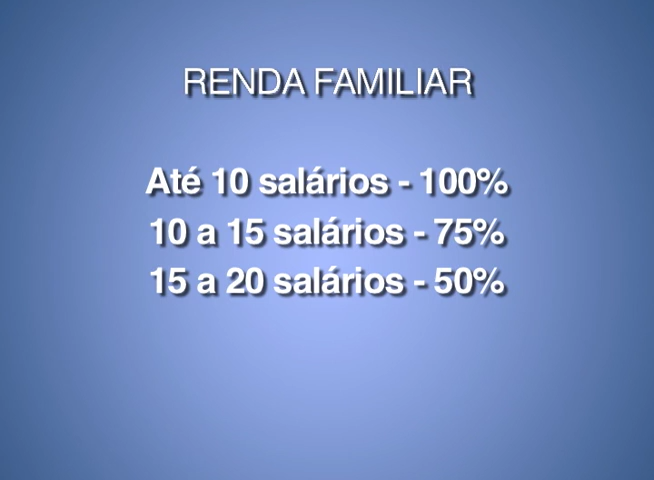 RENDA FAMILIAR
Até 10 salários - 100%
10 a 15 salários - 75%
15 a 20 salários - 50%